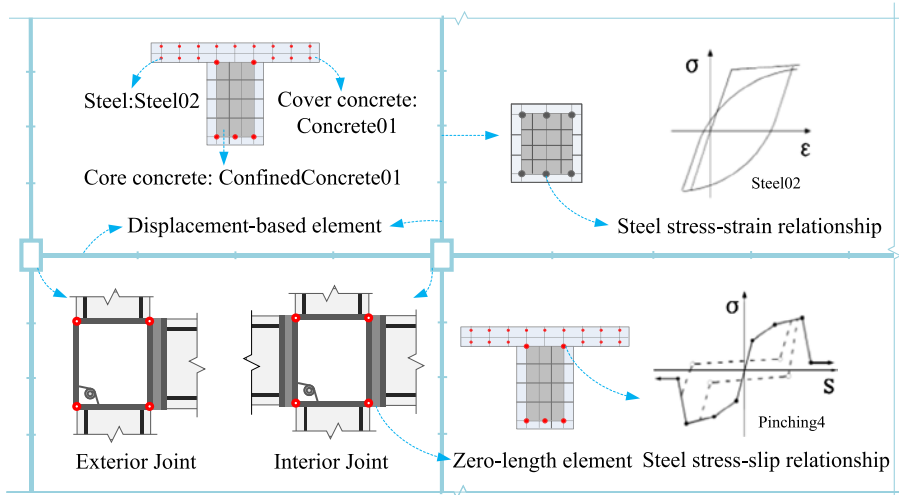 σ
Steel:Steel02
Cover concrete:
Concrete01
ε
Core concrete: ConfinedConcrete01
Steel02
Displacement-based element
Steel stress-strain relationship
σ
S
Pinching4
Exterior Joint
Interior Joint
Zero-length element
Steel stress-slip relationship